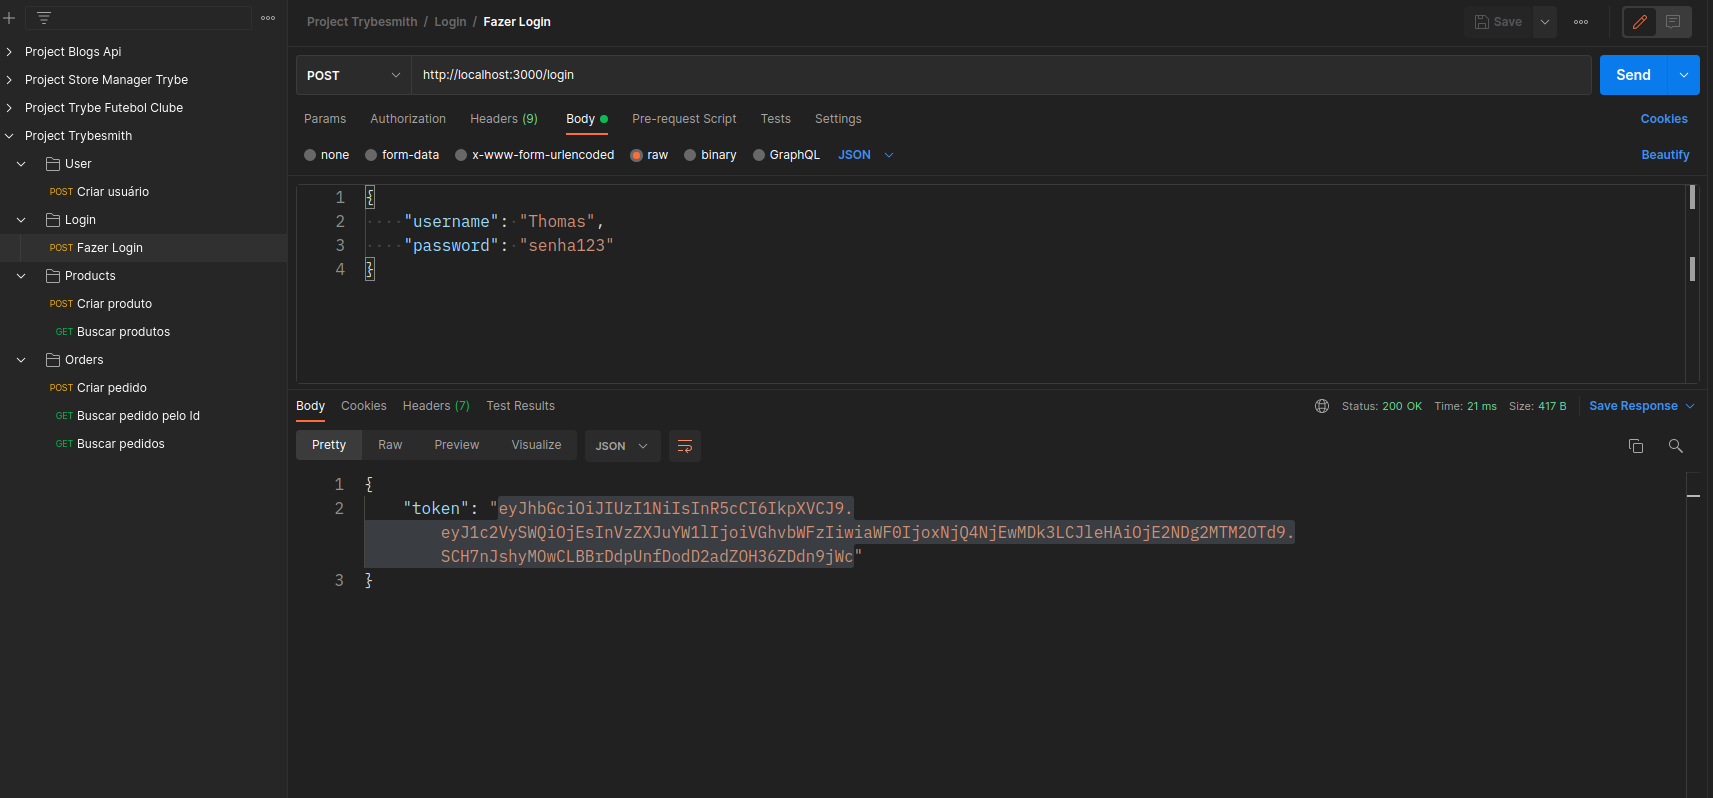 Project Blogs Api
Project Store Manager Trybe
Project Trybe Futebol Clube
Project Trybesmith
User
POST Criar usuário
Login
POST Fazer Login
Products
POST Criar produto
GET Buscar produtos
Orders
POST Criar pedido
GET Buscar pedido pelo Id
GET Buscar pedidos
Project Trybesmith / Login / Fazer Login
Save
POST http://localhost:3000/login Send
Params Authorization Headers (9) Body Pre-request Script Tests Settings Cookies
none form-data x-www-form-urlencoded raw binary GraphQL JSON Beautify
1 {
2 "username": "Thomas",
3 "password": "senha123"
4 }
Body Cookies Headers (7) Test Results Status: 200 OK Time: 21 ms Size: 417 B Save Response
Pretty Raw Preview Visualize JSON
1 {
2 "token": "eyJhbGciOiJIUzI1NiIsInR5cCI6IkpXVCJ9.
eyJ1c2VySWQiOjEsInVzZXJuYW1lIjoiVGhvbWFzIiwiaWF0IjoxNjQ4NjEwMDk3LCJleHAiOjE2NDg2MTM2OTd9.
SCH7nJshyMOwCLBBrDdpUnfDodD2adZOH36ZDdn9jWc"
3 }